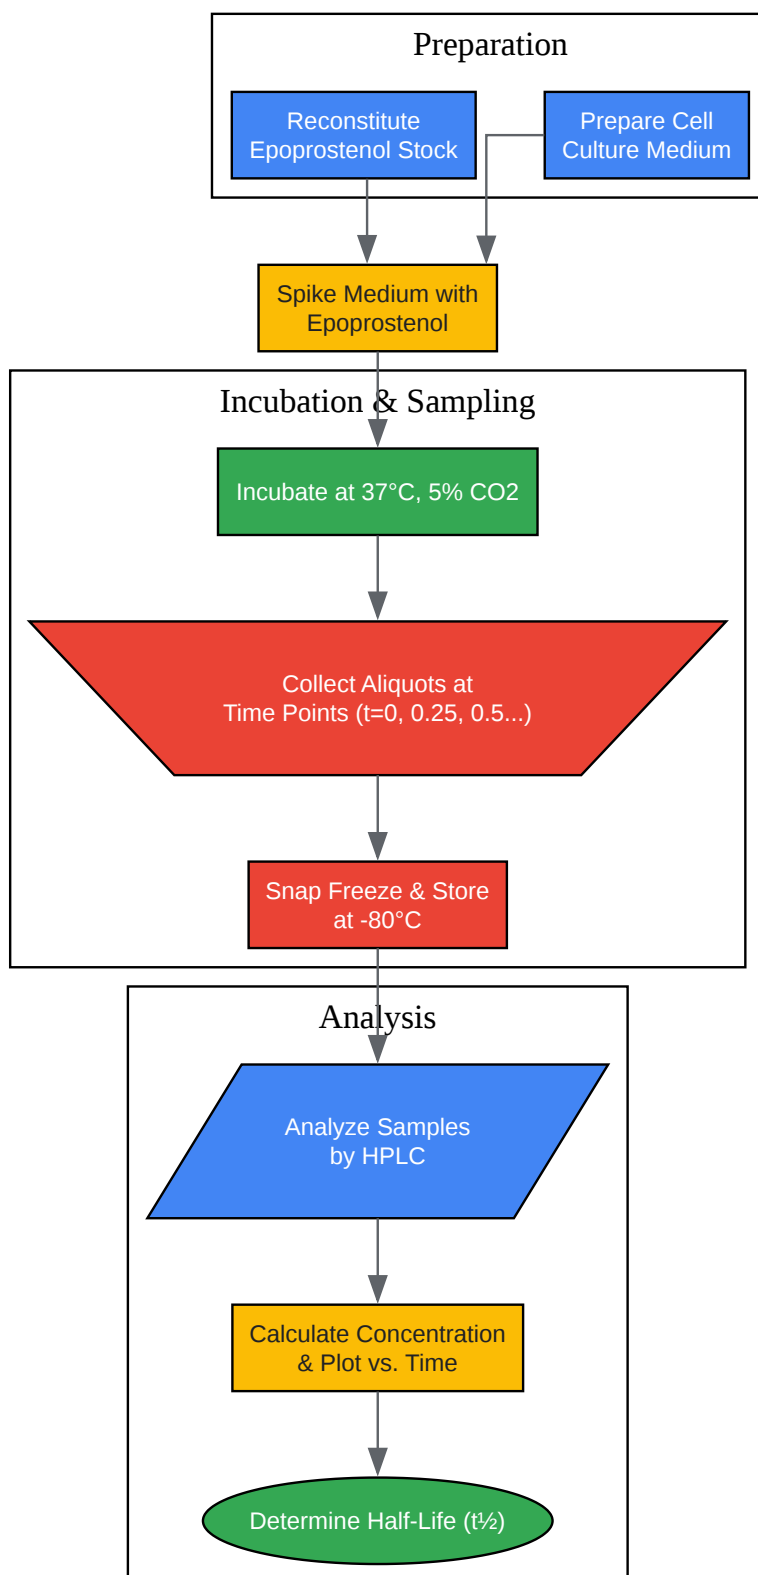 Preparation
Reconstitute
Epoprostenol Stock
Prepare Cell
Culture Medium
Spike Medium with
Epoprostenol
Incubation & Sampling
Incubate at 37°C, 5% CO2
Collect Aliquots at
Time Points (t=0, 0.25, 0.5...)
Snap Freeze & Store
at -80°C
Analysis
Analyze Samples
by HPLC
Calculate Concentration
& Plot vs. Time
Determine Half-Life (t½)